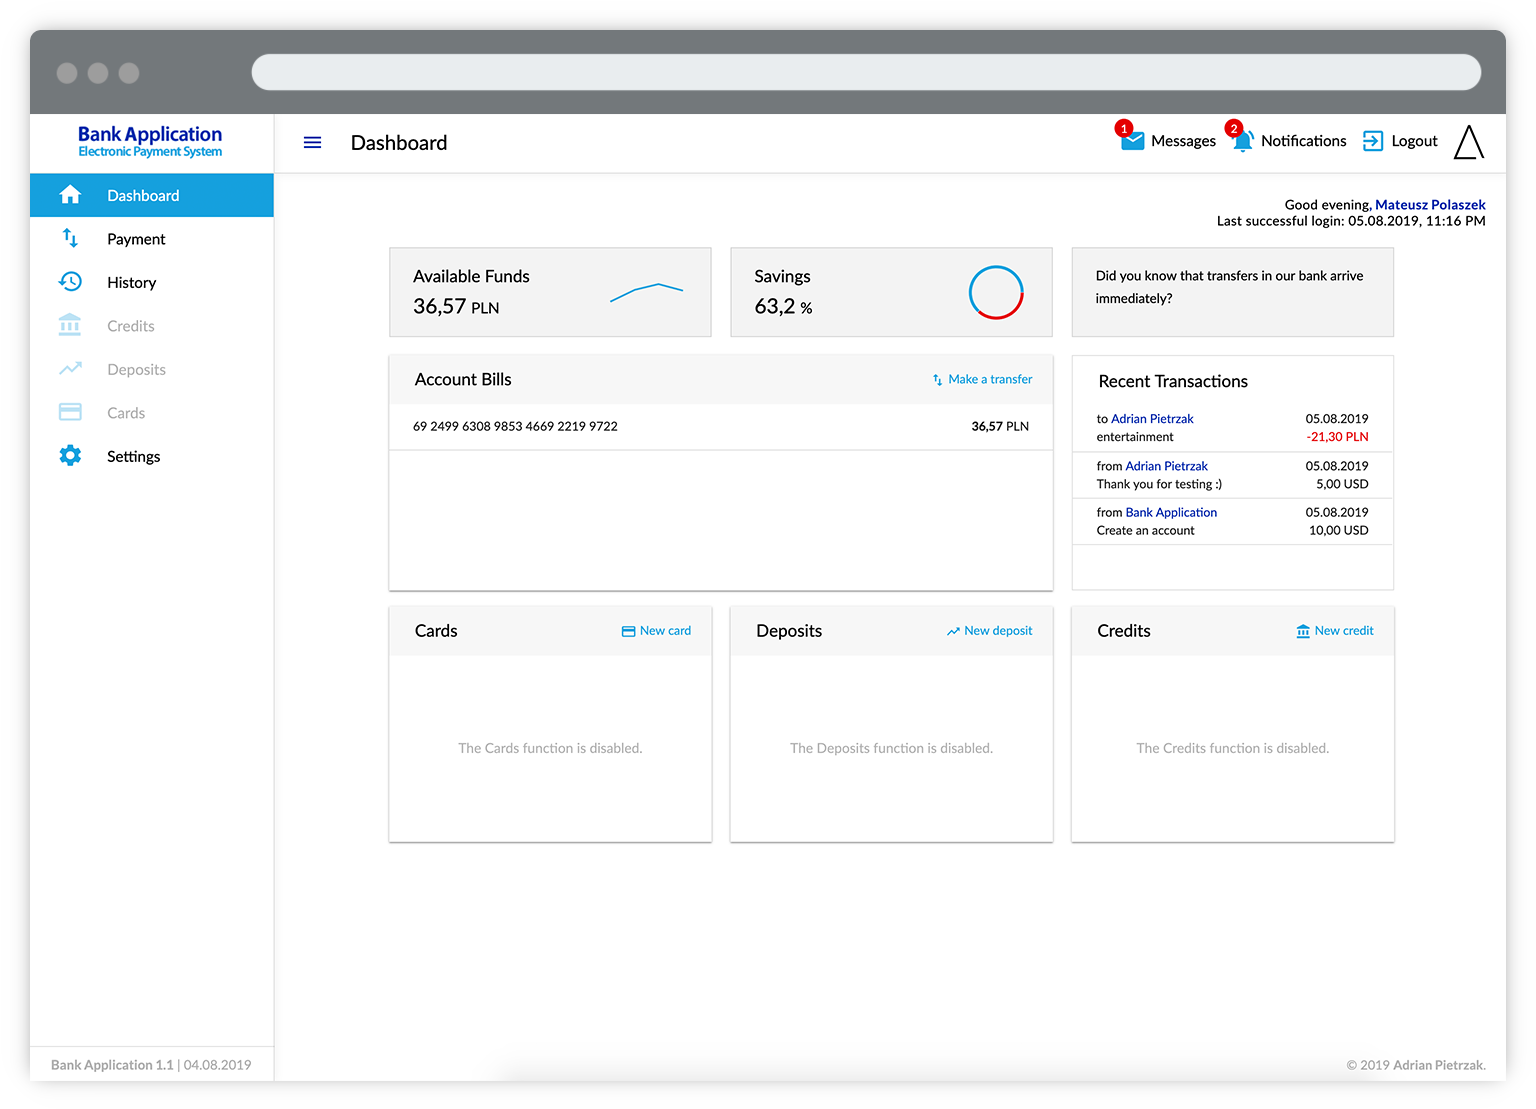 Bank Application
Electronic Payment System
Dashboard
1
Messages
2
Notifications
Logout
Dashboard
Payment
History
Credits
Deposits
Cards
Settings
Good evening, Mateusz Polaszek
Last successful login: 05.08.2019, 11:16 PM
Available Funds
36,57 PLN
Savings
63,2 %
Did you know that transfers in our bank arrive
immediately?
Account Bills
Make a transfer
69 2499 6308 9853 4669 2219 9722
36,57 PLN
Recent Transactions
to Adrian Pietrzak 05.08.2019
entertainment -21,30 PLN
from Adrian Pietrzak 05.08.2019
Thank you for testing :) 5,00 USD
from Bank Application 05.08.2019
Create an account 10,00 USD
Cards
New card
The Cards function is disabled.
Deposits
New deposit
The Deposits function is disabled.
Credits
New credit
The Credits function is disabled.
Bank Application 1.1 | 04.08.2019
© 2019 Adrian Pietrzak.